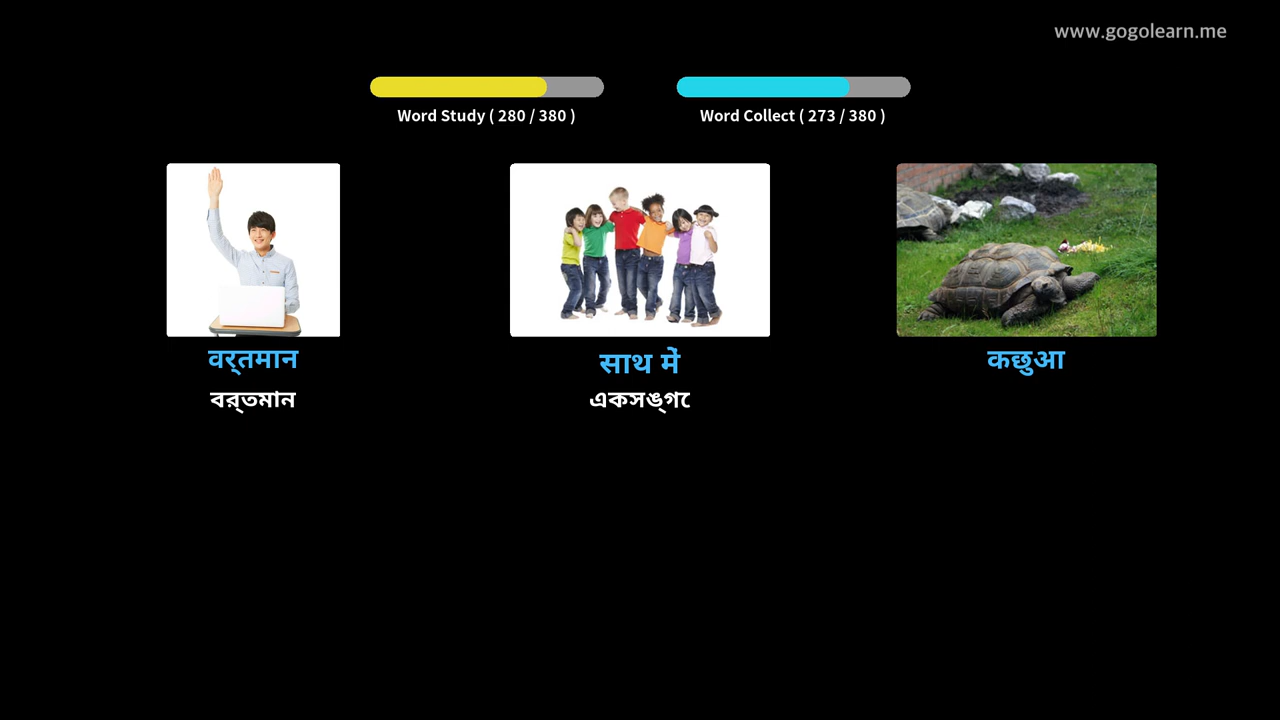 www.gogolearn.me
Word Study ( 280 / 380 )
Word Collect ( 273 / 380 )
वर्तमान
साथ में
कछुआ
বর্তমান
একসঙ্গে